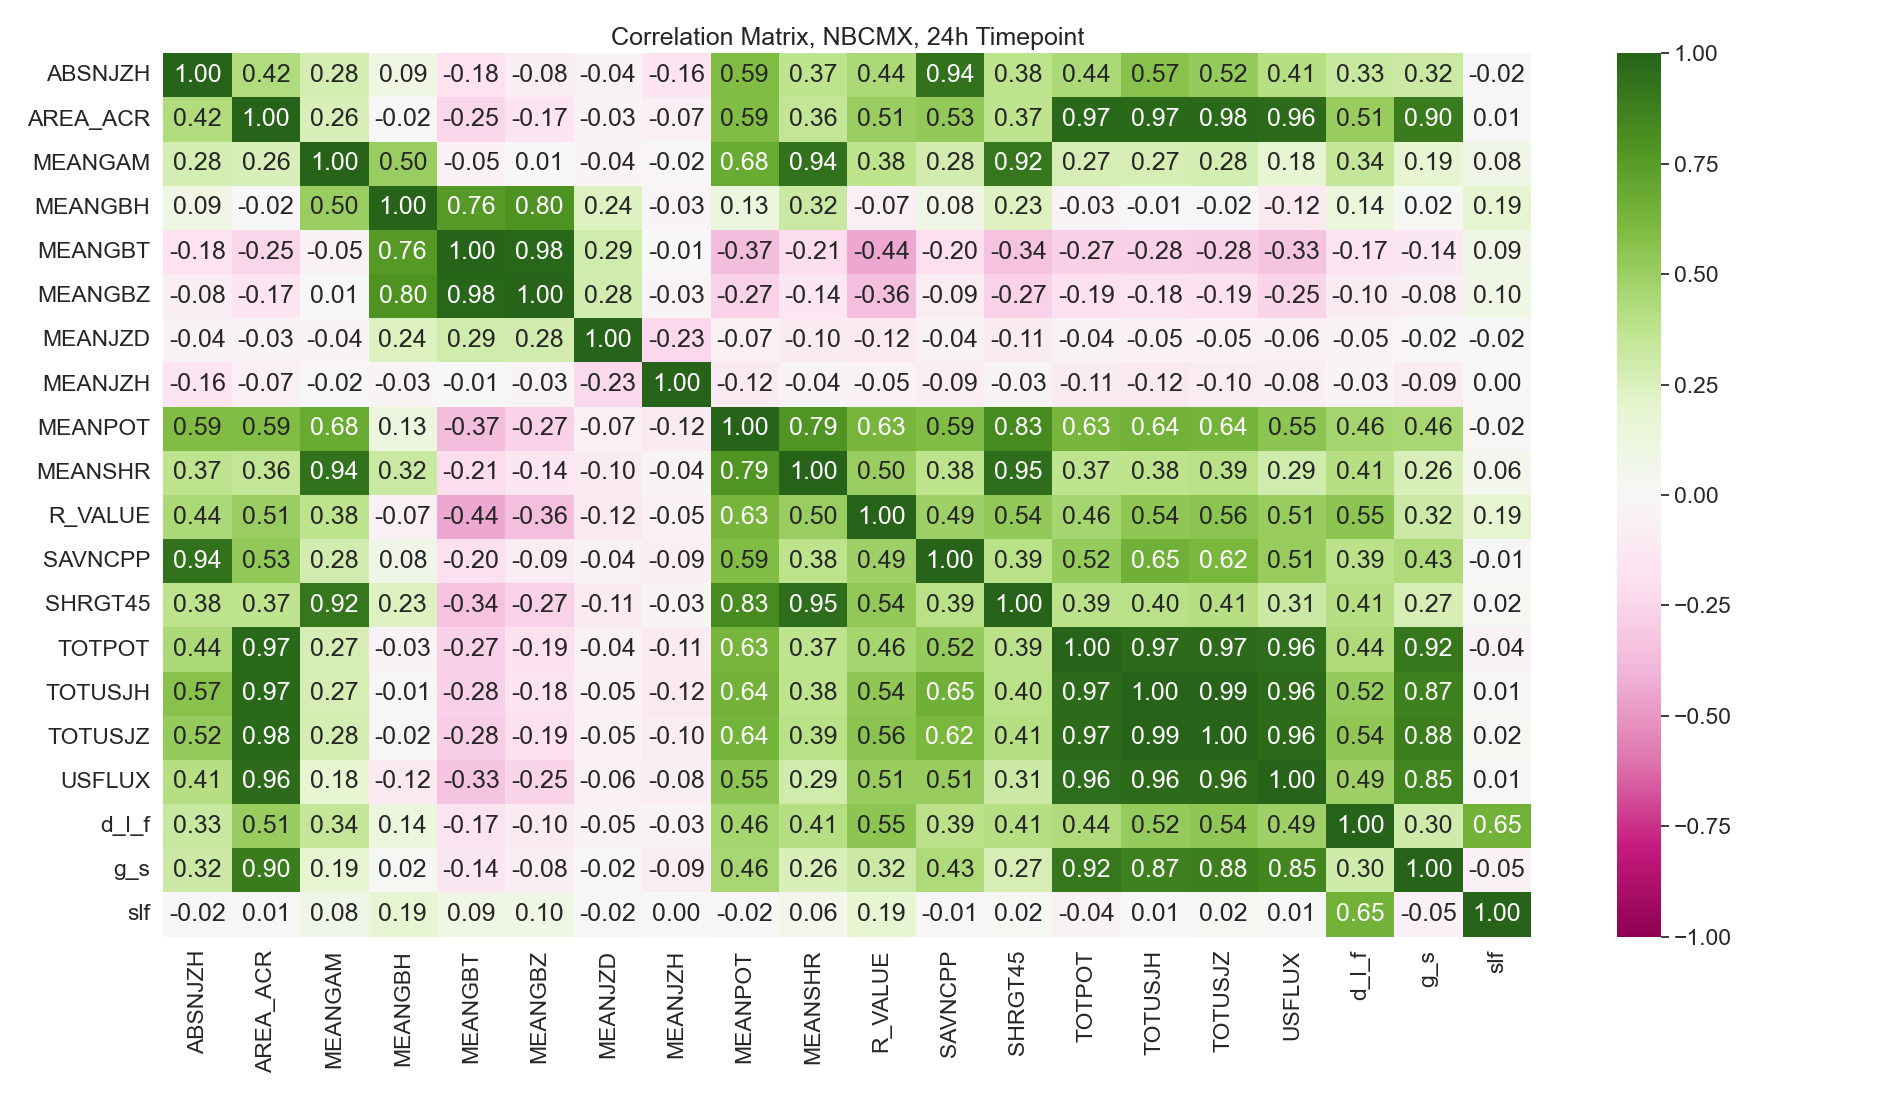 Correlation Matrix, NBCMX, 24h Timepoint
ABSNJZH 1.00 0.42 0.28 0.09 -0.18 -0.08 -0.04 -0.16 0.59 0.37 0.44 0.94 0.38 0.44 0.57 0.52 0.41 0.33 0.32 -0.02
AREA_ACR 0.42 1.00 0.26 -0.02 -0.25 -0.17 -0.03 -0.07 0.59 0.36 0.51 0.53 0.37 0.97 0.97 0.98 0.96 0.51 0.90 0.01
MEANGAM 0.28 0.26 1.00 0.50 -0.05 0.01 -0.04 -0.02 0.68 0.94 0.38 0.28 0.92 0.27 0.27 0.28 0.18 0.34 0.19 0.08
MEANGBH 0.09 -0.02 0.50 1.00 0.76 0.80 0.24 -0.03 0.13 0.32 -0.07 0.08 0.23 -0.03 -0.01 -0.02 -0.12 0.14 0.02 0.19
MEANGBT -0.18 -0.25 -0.05 0.76 1.00 0.98 0.29 -0.01 -0.37 -0.21 -0.44 -0.20 -0.34 -0.27 -0.28 -0.28 -0.33 -0.17 -0.14 0.09
MEANGBZ -0.08 -0.17 0.01 0.80 0.98 1.00 0.28 -0.03 -0.27 -0.14 -0.36 -0.09 -0.27 -0.19 -0.18 -0.19 -0.25 -0.10 -0.08 0.10
MEANJZD -0.04 -0.03 -0.04 0.24 0.29 0.28 1.00 -0.23 -0.07 -0.10 -0.12 -0.04 -0.11 -0.04 -0.05 -0.05 -0.06 -0.05 -0.02 -0.02
MEANJZH -0.16 -0.07 -0.02 -0.03 -0.01 -0.03 -0.23 1.00 -0.12 -0.04 -0.05 -0.09 -0.03 -0.11 -0.12 -0.10 -0.08 -0.03 -0.09 0.00
MEANPOT 0.59 0.59 0.68 0.13 -0.37 -0.27 -0.07 -0.12 1.00 0.79 0.63 0.59 0.83 0.63 0.64 0.64 0.55 0.46 0.46 -0.02
MEANSHR 0.37 0.36 0.94 0.32 -0.21 -0.14 -0.10 -0.04 0.79 1.00 0.50 0.38 0.95 0.37 0.38 0.39 0.29 0.41 0.26 0.06
R_VALUE 0.44 0.51 0.38 -0.07 -0.44 -0.36 -0.12 -0.05 0.63 0.50 1.00 0.49 0.54 0.46 0.54 0.56 0.51 0.55 0.32 0.19
SAVNCPP 0.94 0.53 0.28 0.08 -0.20 -0.09 -0.04 -0.09 0.59 0.38 0.49 1.00 0.39 0.52 0.65 0.62 0.51 0.39 0.43 -0.01
SHRGT45 0.38 0.37 0.92 0.23 -0.34 -0.27 -0.11 -0.03 0.83 0.95 0.54 0.39 1.00 0.39 0.40 0.41 0.31 0.41 0.27 0.02
TOTPOT 0.44 0.97 0.27 -0.03 -0.27 -0.19 -0.04 -0.11 0.63 0.37 0.46 0.52 0.39 1.00 0.97 0.97 0.96 0.44 0.92 -0.04
TOTUSJH 0.57 0.97 0.27 -0.01 -0.28 -0.18 -0.05 -0.12 0.64 0.38 0.54 0.65 0.40 0.97 1.00 0.99 0.96 0.52 0.87 0.01
TOTUSJZ 0.52 0.98 0.28 -0.02 -0.28 -0.19 -0.05 -0.10 0.64 0.39 0.56 0.62 0.41 0.97 0.99 1.00 0.96 0.54 0.88 0.02
USFLUX 0.41 0.96 0.18 -0.12 -0.33 -0.25 -0.06 -0.08 0.55 0.29 0.51 0.51 0.31 0.96 0.96 0.96 1.00 0.49 0.85 0.01
d_l_f 0.33 0.51 0.34 0.14 -0.17 -0.10 -0.05 -0.03 0.46 0.41 0.55 0.39 0.41 0.44 0.52 0.54 0.49 1.00 0.30 0.65
g_s 0.32 0.90 0.19 0.02 -0.14 -0.08 -0.02 -0.09 0.46 0.26 0.32 0.43 0.27 0.92 0.87 0.88 0.85 0.30 1.00 -0.05
slf -0.02 0.01 0.08 0.19 0.09 0.10 -0.02 0.00 -0.02 0.06 0.19 -0.01 0.02 -0.04 0.01 0.02 0.01 0.65 -0.05 1.00
ABSNJZH AREA_ACR MEANGAM MEANGBH MEANGBT MEANGBZ MEANJZD MEANJZH MEANPOT MEANSHR R_VALUE SAVNCPP SHRGT45 TOTPOT TOTUSJH TOTUSJZ USFLUX d_l_f g_s slf
1.00
0.75
0.50
0.25
0.00
−0.25
−0.50
−0.75
−1.00